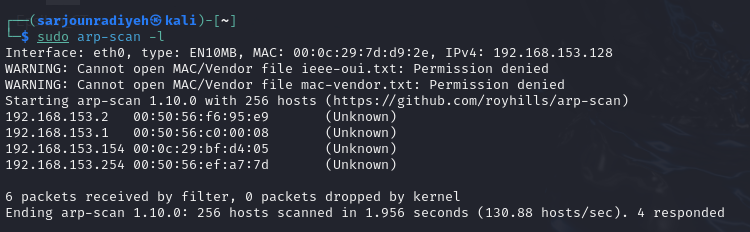 ┌──(sarjounradiyeh㉿kali)-[~]
└─$ sudo arp-scan -l
Interface: eth0, type: EN10MB, MAC: 00:0c:29:7d:d9:2e, IPv4: 192.168.153.128
WARNING: Cannot open MAC/Vendor file ieee-oui.txt: Permission denied
WARNING: Cannot open MAC/Vendor file mac-vendor.txt: Permission denied
Starting arp-scan 1.10.0 with 256 hosts (https://github.com/royhills/arp-scan)
192.168.153.2   00:50:56:f6:95:e9       (Unknown)
192.168.153.1   00:50:56:c0:00:08       (Unknown)
192.168.153.154 00:0c:29:bf:d4:05       (Unknown)
192.168.153.254 00:50:56:ef:a7:7d       (Unknown)

6 packets received by filter, 0 packets dropped by kernel
Ending arp-scan 1.10.0: 256 hosts scanned in 1.956 seconds (130.88 hosts/sec). 4 responded